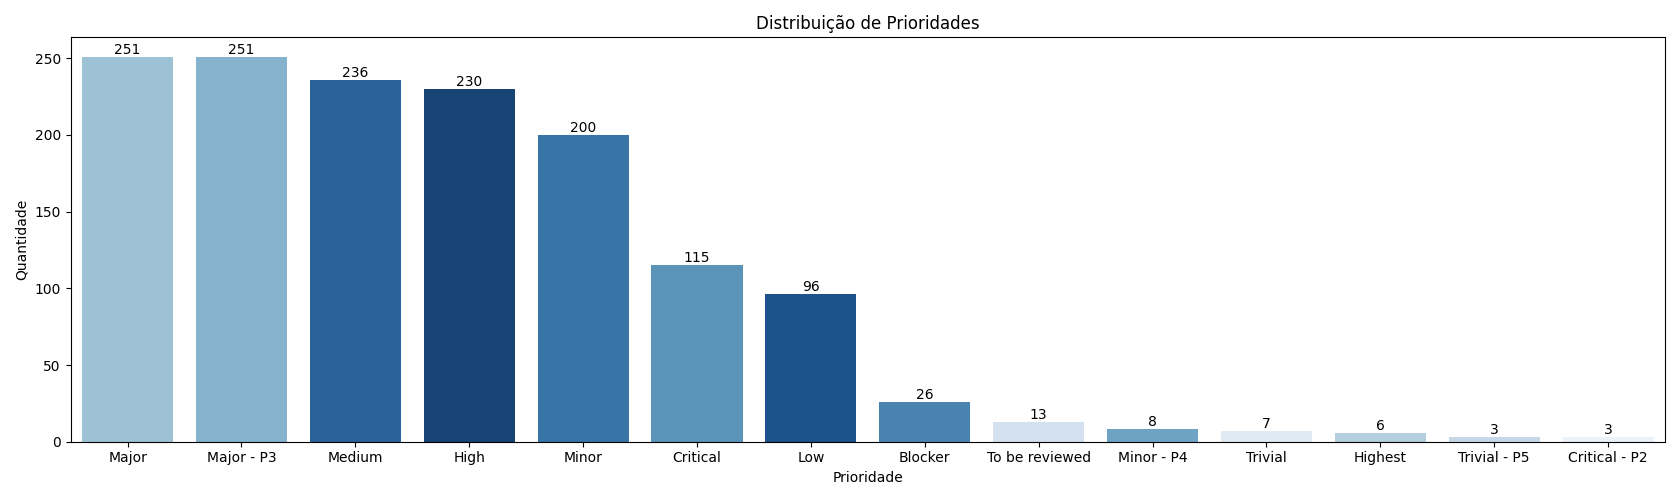 Distribuição de Prioridades
Quantidade
250
200
150
100
50
0
251
251
236
230
200
115
96
26
13
8
7
6
3
3
Major
Major - P3
Medium
High
Minor
Critical
Low
Blocker
To be reviewed
Minor - P4
Trivial
Highest
Trivial - P5
Critical - P2
Prioridade